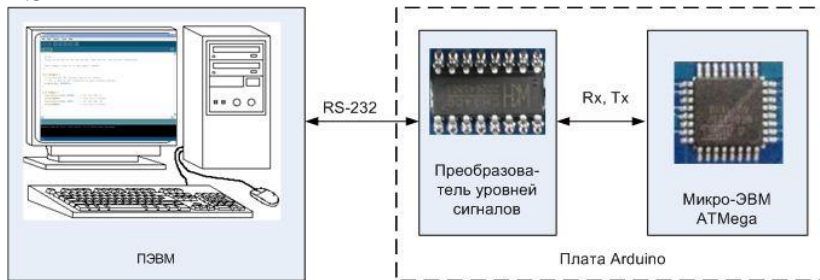 RS-232
Rx, Tx
Преобразова-
тель уровней
сигналов
Микро-ЭВМ
ATMega
ПЭВМ
Плата Arduino